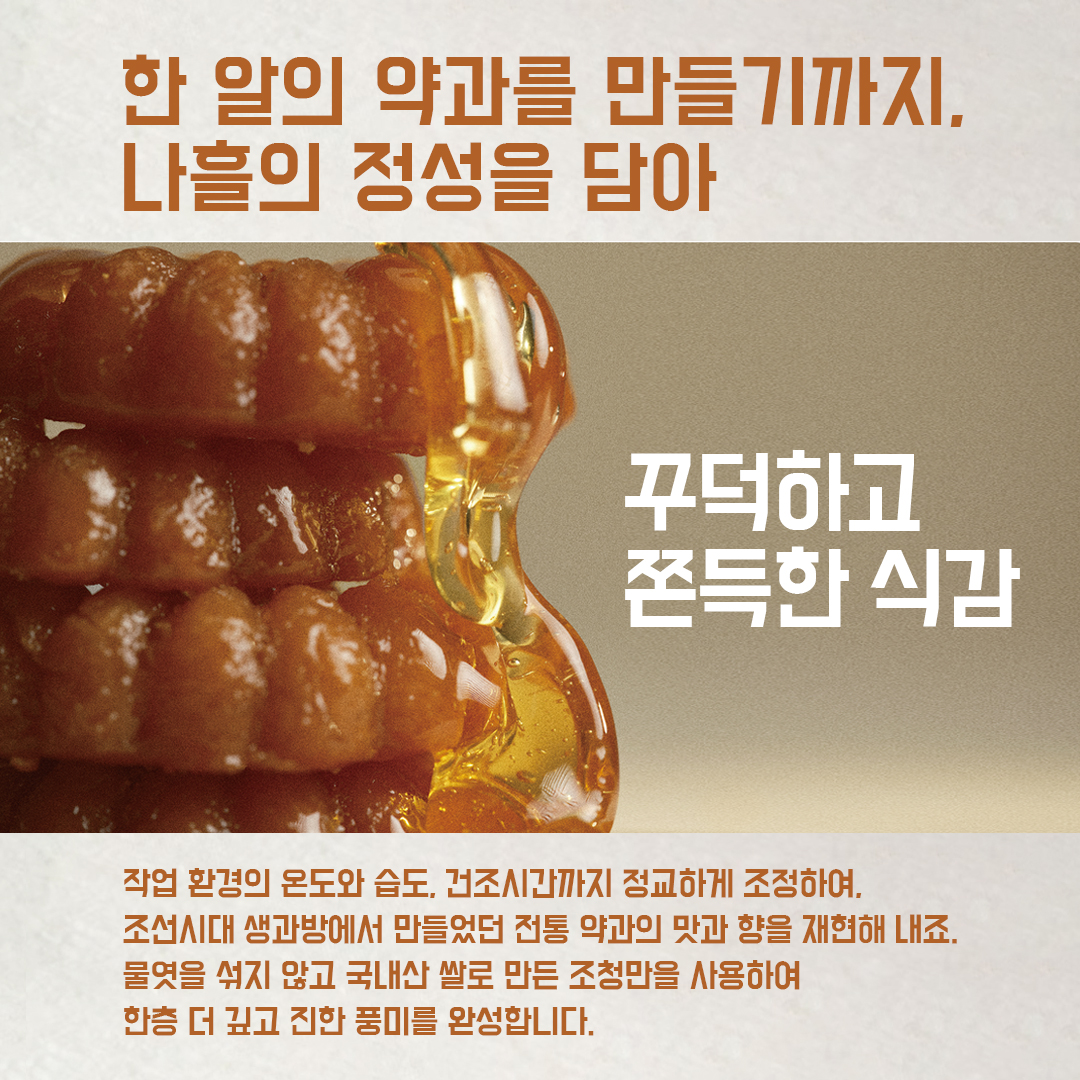 한 알의 약과를 만들기까지,
나흘의 정성을 담아
꾸덕하고
쫀득한 식감
작업 환경의 온도와 습도, 건조시간까지 정교하게 조정하여,
조선시대 생과방에서 만들었던 전통 약과의 맛과 향을 재현해 내죠.
물엿을 섞지 않고 국내산 쌀로 만든 조청만을 사용하여
한층 더 깊고 진한 풍미를 완성합니다.